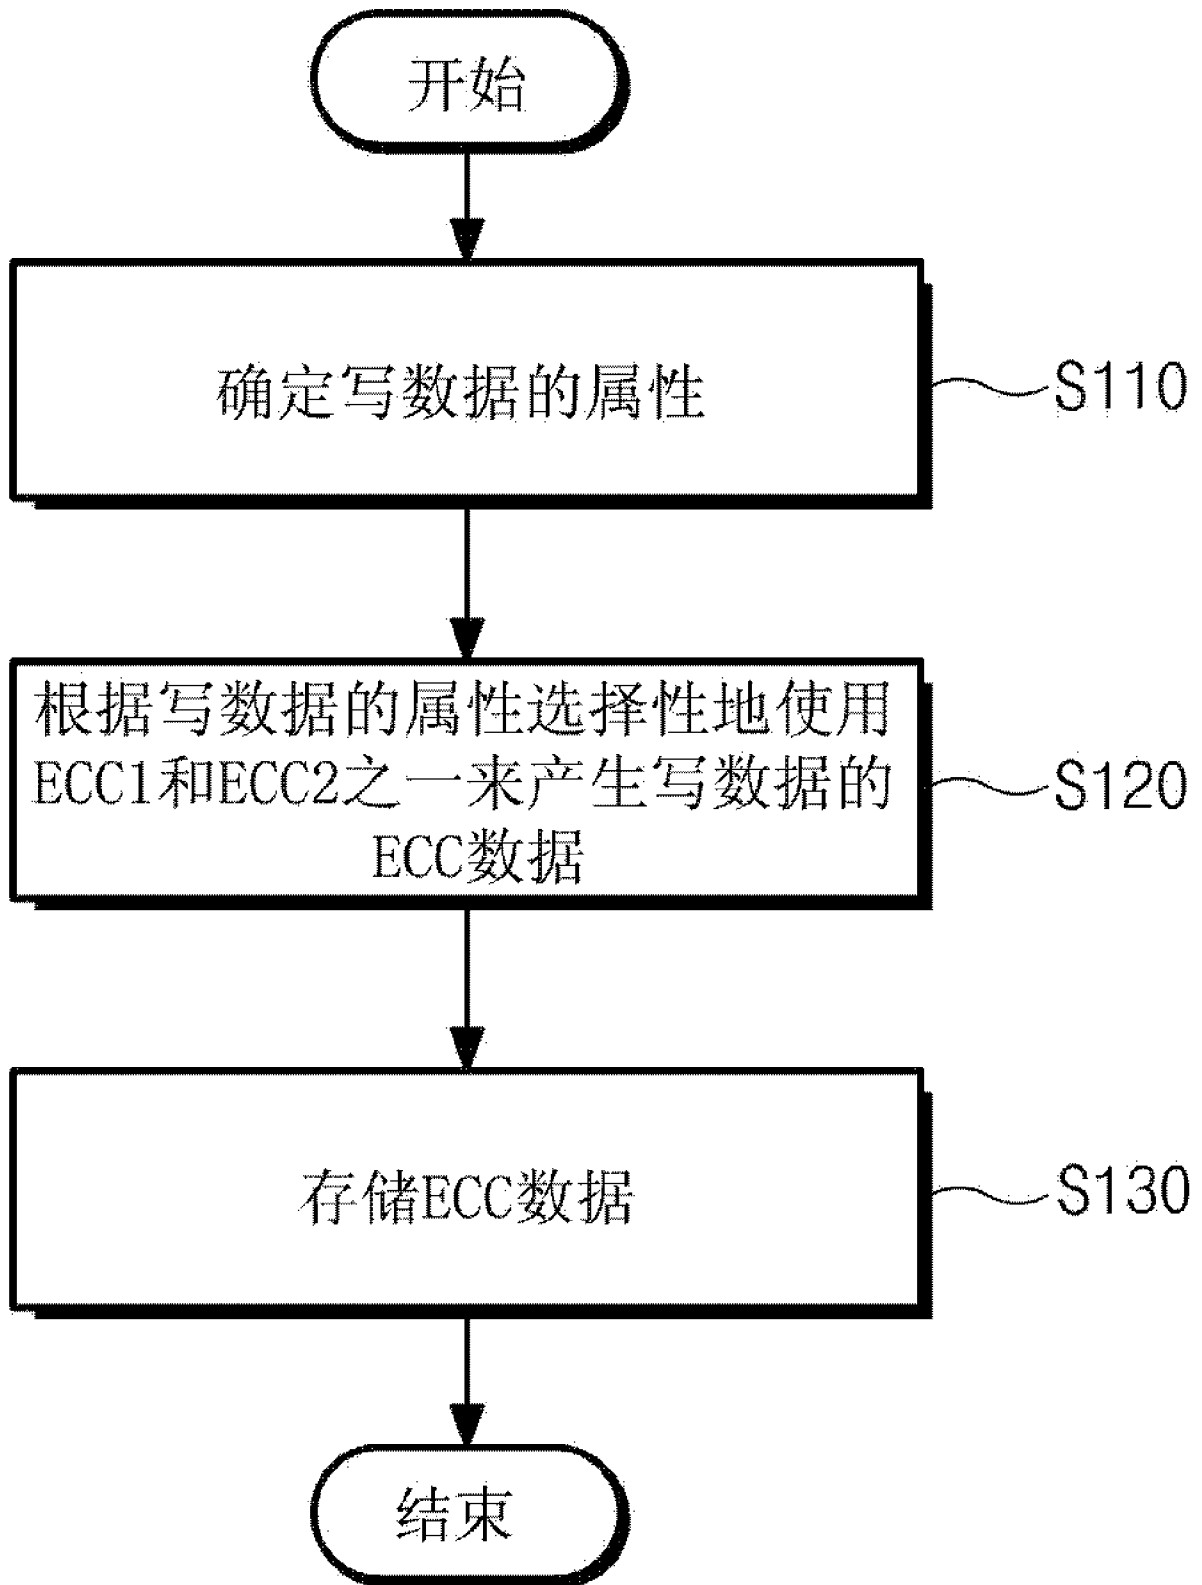 开始
确定写数据的属性
S110
根据写数据的属性选择性地使用
ECC1和ECC2之一来产生写数据的
ECC数据
S120
存储ECC数据
S130
结束